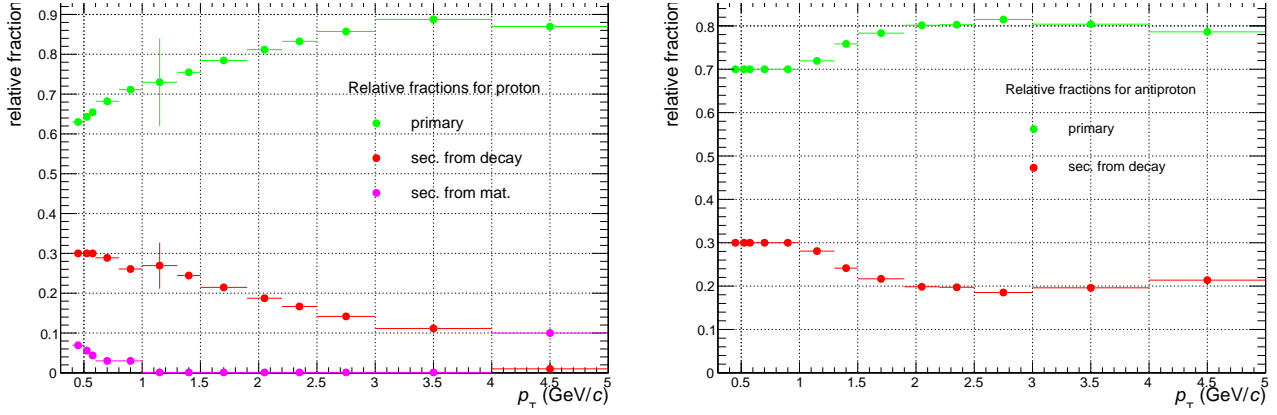 relative fraction
0.9
0.8
0.7
0.6
0.5
0.4
0.3
0.2
0.1
0
Relative fractions for proton
primary
sec. from decay
sec. from mat.
0.5 1 1.5 2 2.5 3 3.5 4 4.5 5
p_T (GeV/c)
relative fraction
0.8
0.7
0.6
0.5
0.4
0.3
0.2
0.1
0
Relative fractions for antiproton
primary
sec. from decay
0.5 1 1.5 2 2.5 3 3.5 4 4.5 5
p_T (GeV/c)